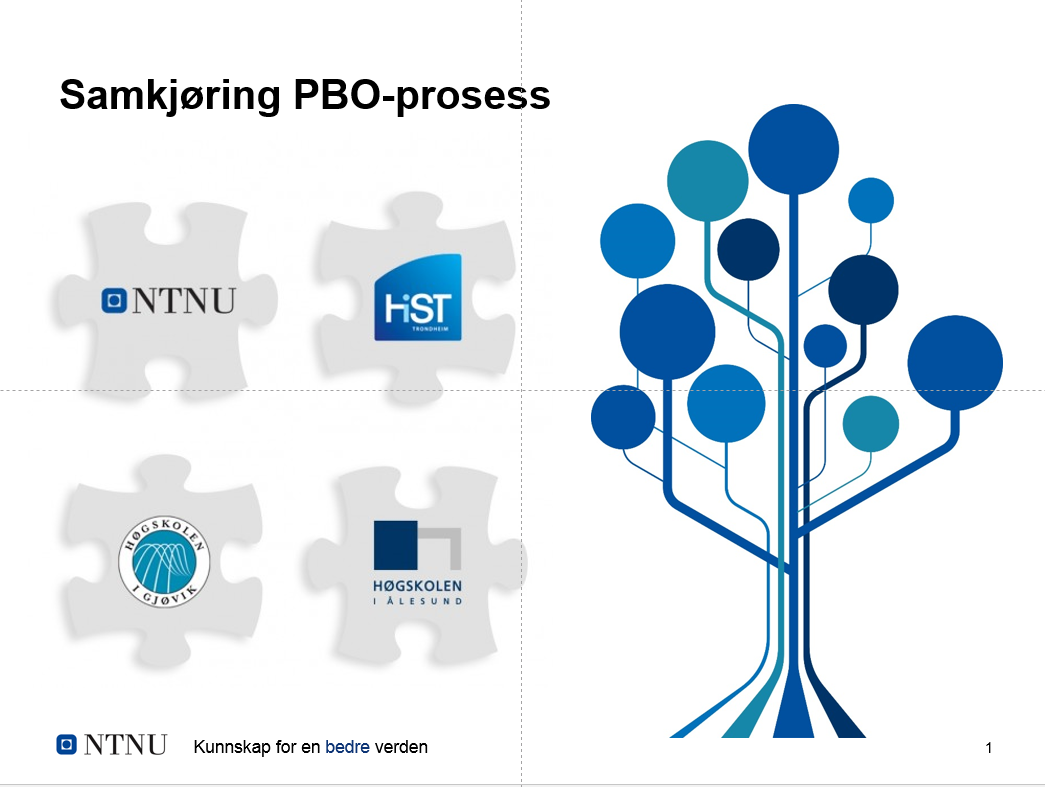 Samkjøring PBO-prosess
NTNU
HiST
TRONDHEIM
HØGSKOLEN
I GJØVIK
HØGSKOLEN
I ÅLESUND
NTNU
Kunnskap for en bedre verden
1